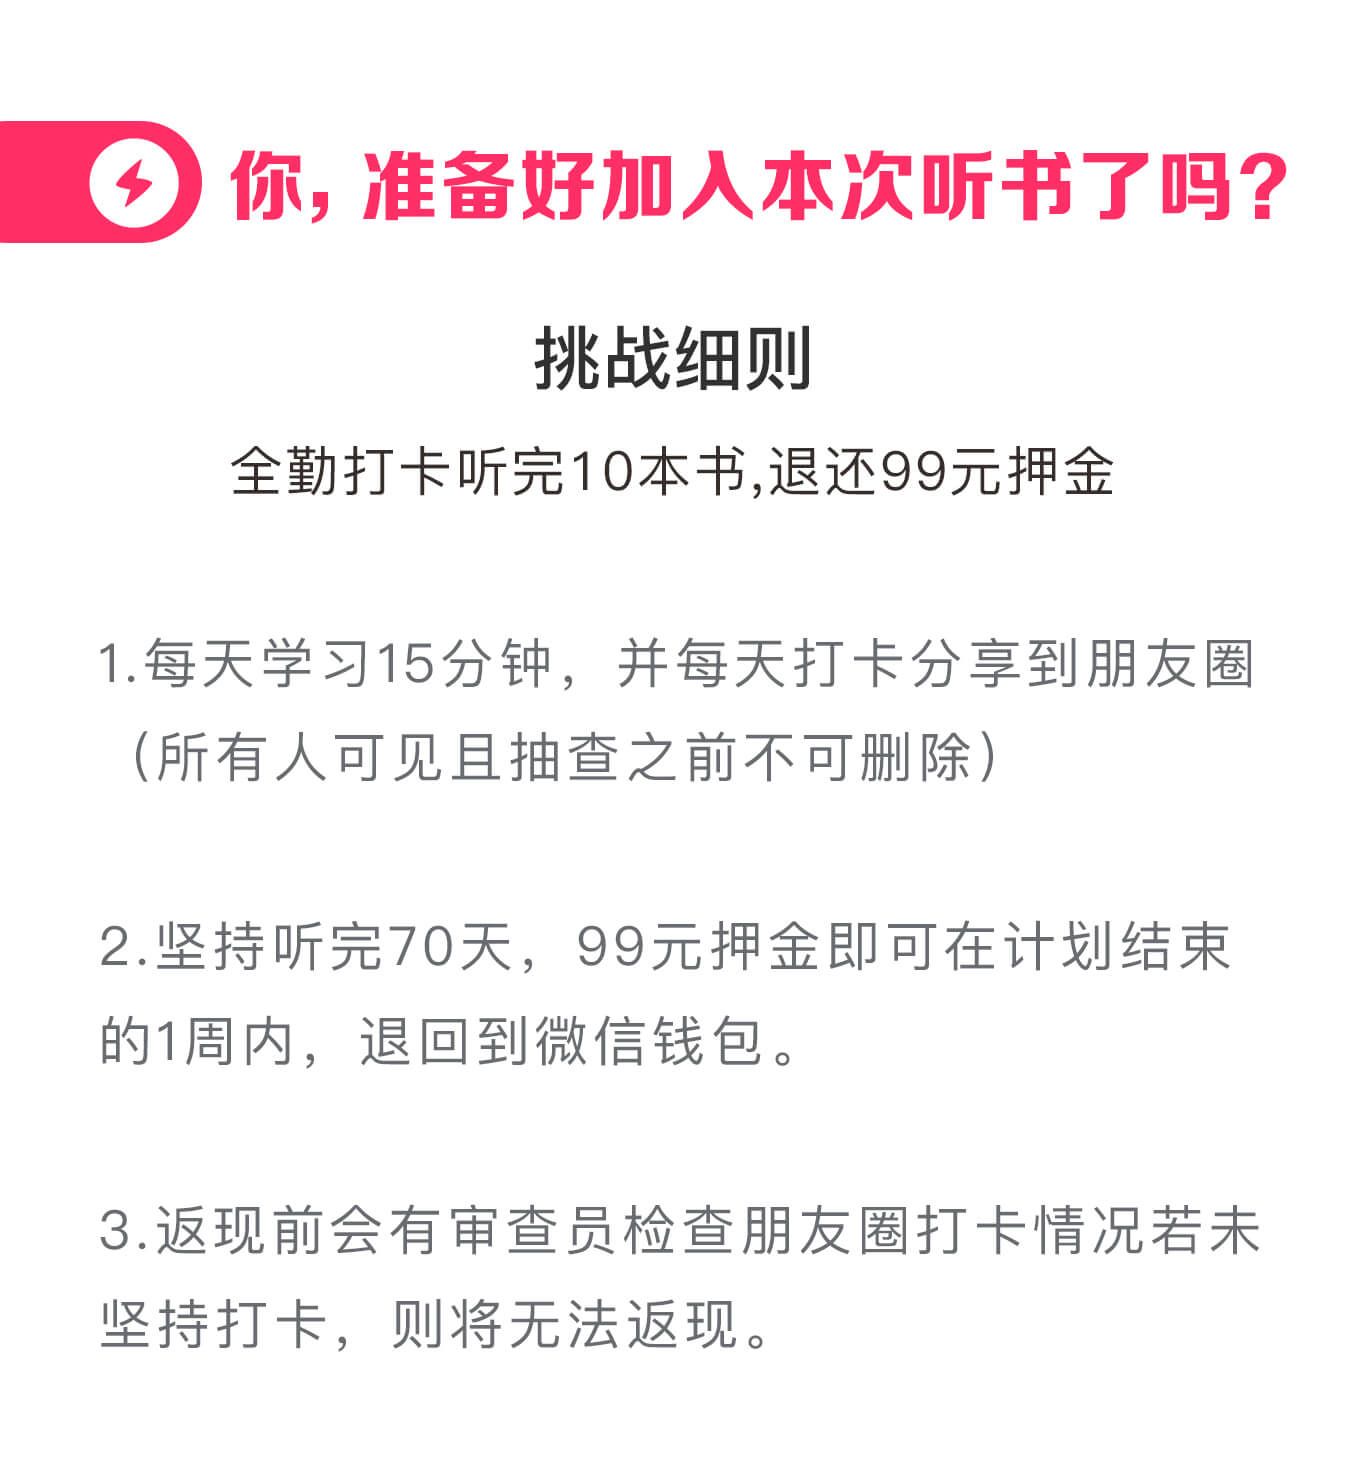 你，准备好加入本次听书了吗？
挑战细则
全勤打卡听完10本书,退还99元押金
1.每天学习15分钟，并每天打卡分享到朋友圈
（所有人可见且抽查之前不可删除）
2.坚持听完70天，99元押金即可在计划结束
的1周内，退回到微信钱包。
3.返现前会有审查员检查朋友圈打卡情况若未
坚持打卡，则将无法返现。